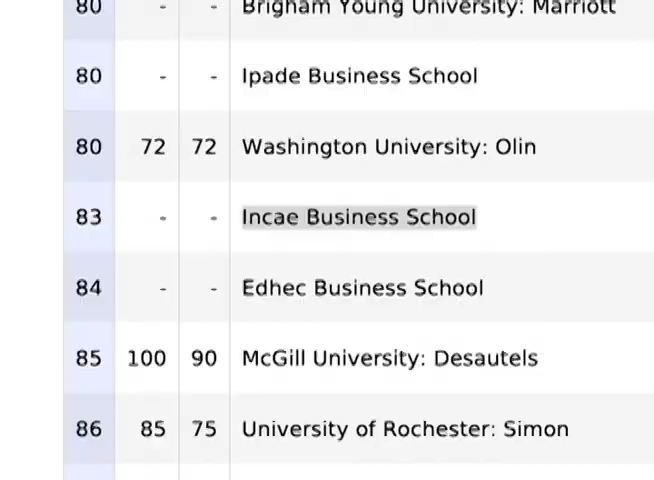 80 - - Brigham Young University: Marriott
80 - - Ipade Business School
80 72 72 Washington University: Olin
83 - - Incae Business School
84 - - Edhec Business School
85 100 90 McGill University: Desautels
86 85 75 University of Rochester: Simon